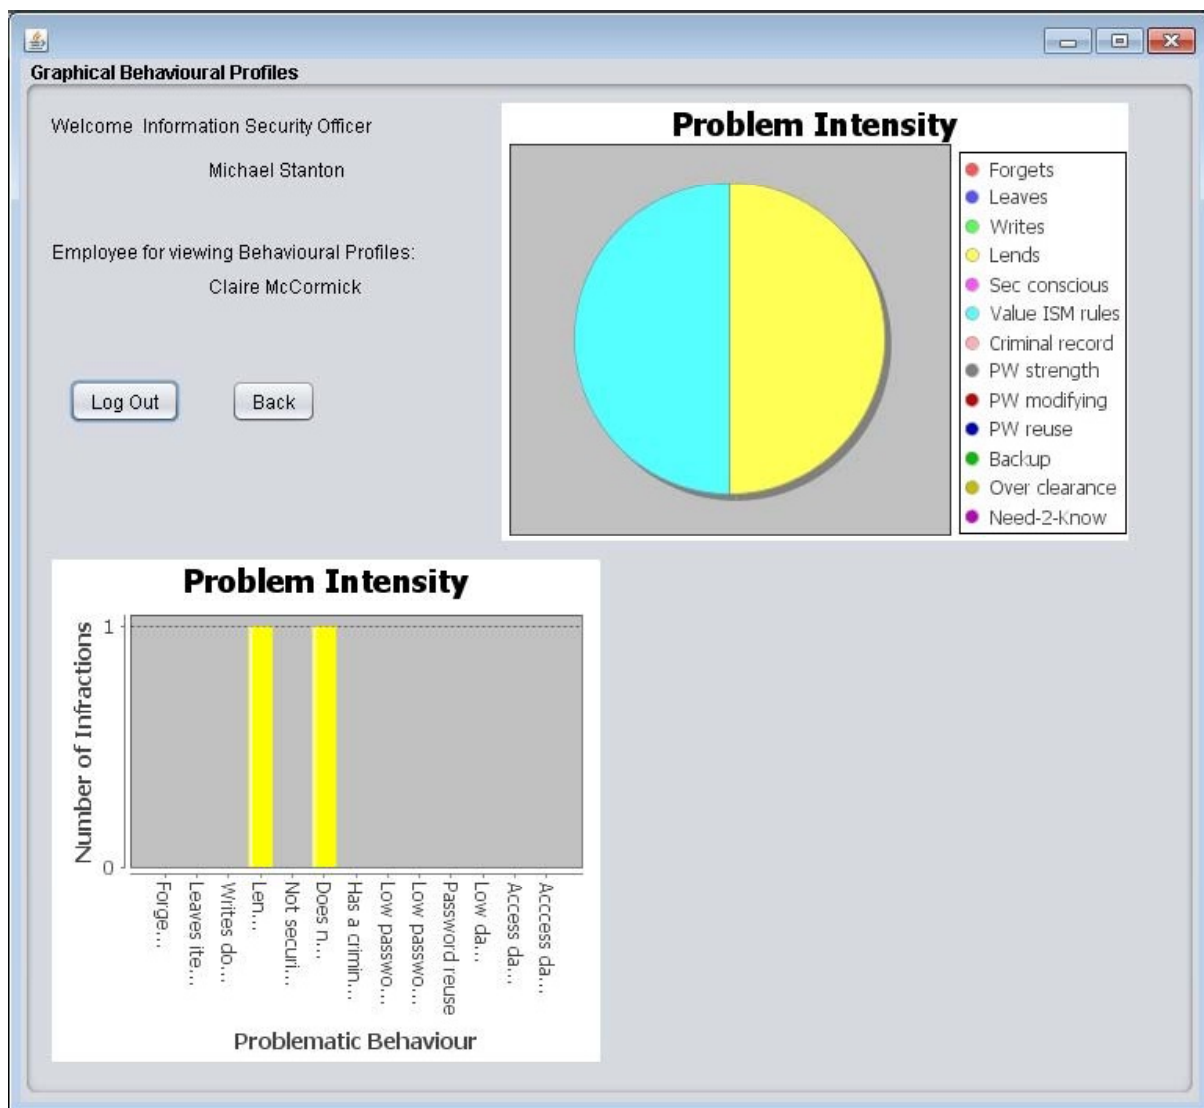 Graphical Behavioural Profiles
Welcome Information Security Officer
Michael Stanton
Employee for viewing Behavioural Profiles:
Claire McCormick
Log Out
Back
Problem Intensity
Forgets
Leaves
Writes
Lends
Sec conscious
Value ISM rules
Criminal record
PW strength
PW modifying
PW reuse
Backup
Over clearance
Need-2-Know
Problem Intensity
Number of Infractions
1
0
Forge...
Leaves ite...
Writes do...
Len...
Not securi...
Does n...
Has a crimin...
Low passwo...
Low passwo...
Password reuse
Low da...
Access da...
Acccess da...
Problematic Behaviour